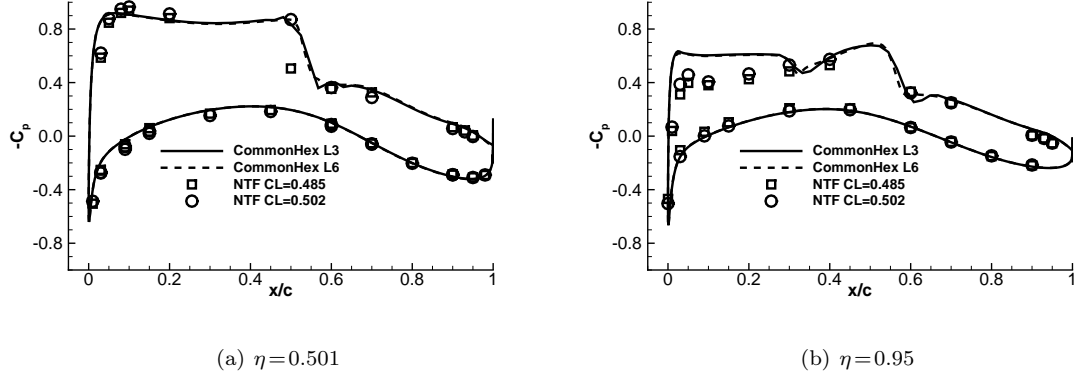 0.8
0.4
0.0
-0.4
-0.8
-Cp
0 0.2 0.4 0.6 0.8 1
x/c
CommonHex L3
CommonHex L6
NTF CL=0.485
NTF CL=0.502
(a) η=0.501
0.8
0.4
0.0
-0.4
-0.8
-Cp
0 0.2 0.4 0.6 0.8 1
x/c
CommonHex L3
CommonHex L6
NTF CL=0.485
NTF CL=0.502
(b) η=0.95